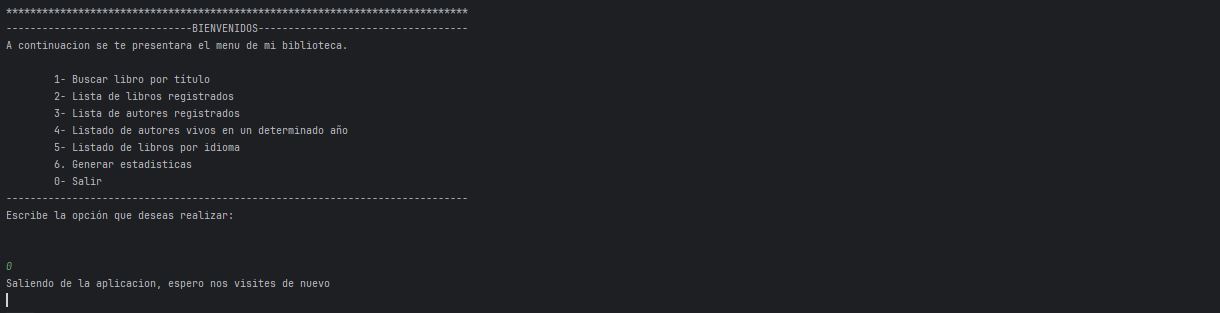 *****************************************************************************
-------------------------------BIENVENIDOS-----------------------------------
A continuacion se te presentara el menu de mi biblioteca.
1- Buscar libro por titulo
2- Lista de libros registrados
3- Lista de autores registrados
4- Listado de autores vivos en un determinado año
5- Listado de libros por idioma
6. Generar estadisticas
0- Salir
-----------------------------------------------------------------------------
Escribe la opción que deseas realizar:
0
Saliendo de la aplicacion, espero nos visites de nuevo